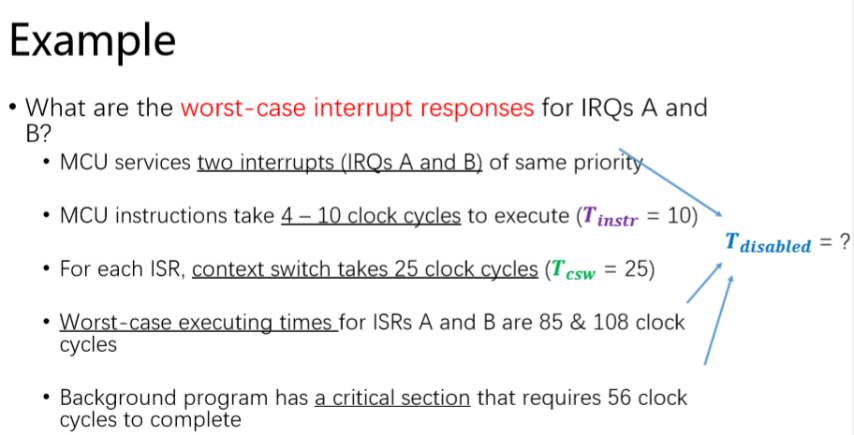 Example
• What are the worst-case interrupt responses for IRQs A and
B?
• MCU services two interrupts (IRQs A and B) of same priority
• MCU instructions take 4 – 10 clock cycles to execute (T instr = 10)
T disabled = ?
• For each ISR, context switch takes 25 clock cycles (T csw = 25)
• Worst-case executing times for ISRs A and B are 85 & 108 clock
cycles
• Background program has a critical section that requires 56 clock
cycles to complete